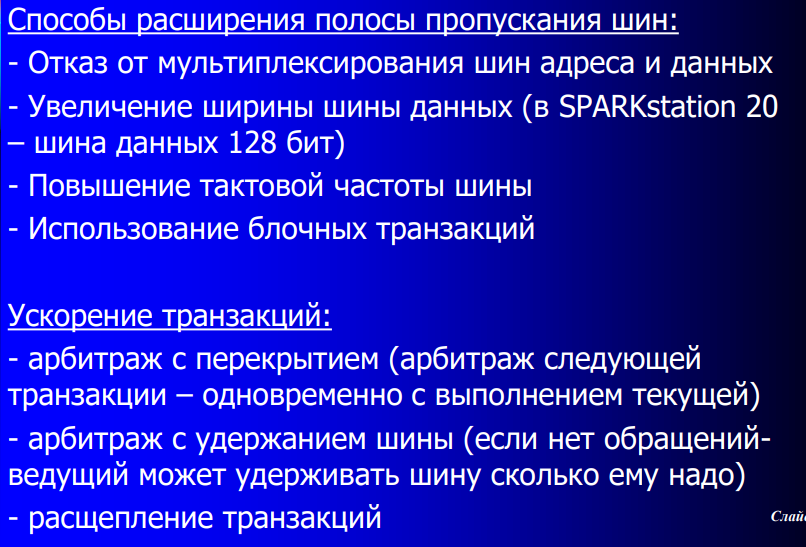 Способы расширения полосы пропускания шин:
- Отказ от мультиплексирования шин адреса и данных
- Увеличение ширины шины данных (в SPARKstation 20
– шина данных 128 бит)
- Повышение тактовой частоты шины
- Использование блочных транзакций
Ускорение транзакций:
- арбитраж с перекрытием (арбитраж следующей
транзакции – одновременно с выполнением текущей)
- арбитраж с удержанием шины (если нет обращений-
ведущий может удерживать шину сколько ему надо)
- расщепление транзакций